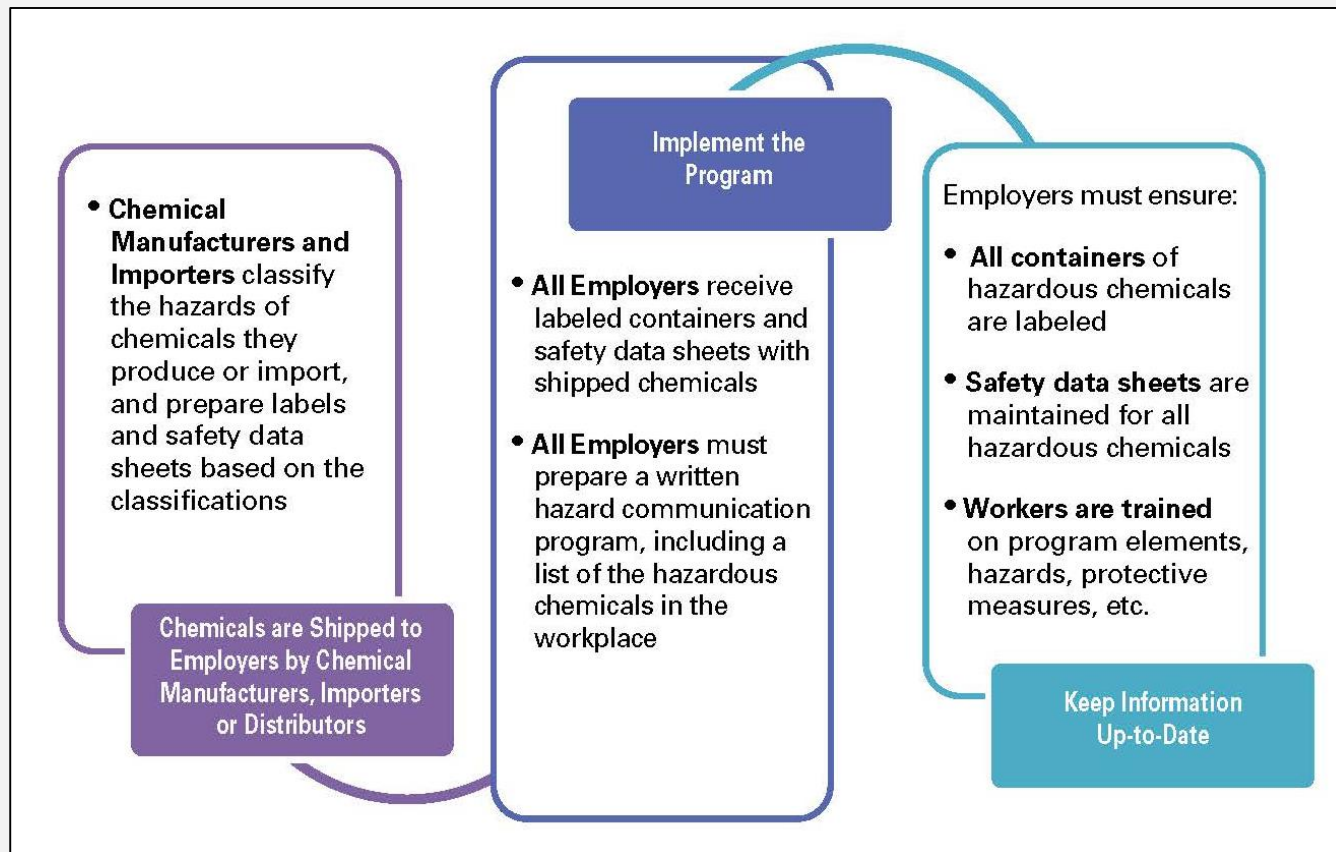 • Chemical
Manufacturers and
Importers classify
the hazards of
chemicals they
produce or import,
and prepare labels
and safety data
sheets based on the
classifications
Chemicals are Shipped to
Employers by Chemical
Manufacturers, Importers
or Distributors
Implement the
Program
• All Employers receive
labeled containers and
safety data sheets with
shipped chemicals
• All Employers must
prepare a written
hazard communication
program, including a
list of the hazardous
chemicals in the
workplace
Employers must ensure:
• All containers of
hazardous chemicals
are labeled
• Safety data sheets are
maintained for all
hazardous chemicals
• Workers are trained
on program elements,
hazards, protective
measures, etc.
Keep Information
Up-to-Date